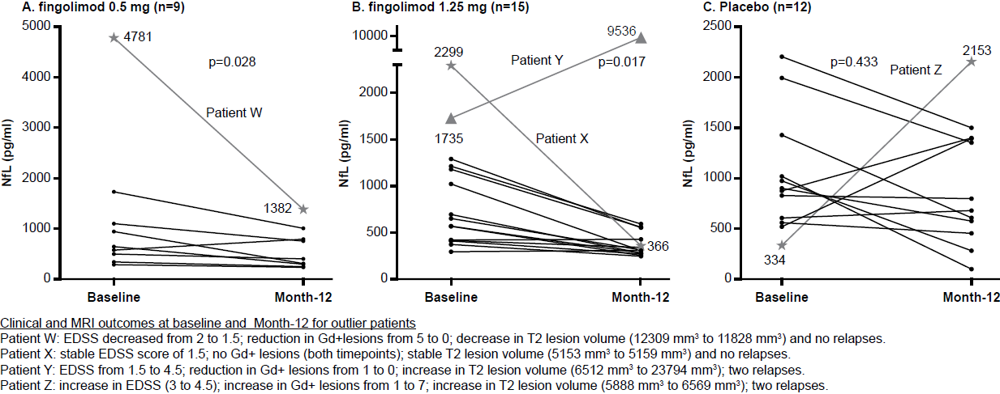 A. fingolimod 0.5 mg (n=9)
5000
4000
3000
2000
1000
0
NfL (pg/ml)
4781
p=0.028
Patient W
1382
Baseline
Month-12
B. fingolimod 1.25 mg (n=15)
10000
2000
1500
1000
500
0
NfL (pg/ml)
9536
2299
Patient Y
p=0.017
1735
Patient X
366
Baseline
Month-12
C. Placebo (n=12)
2500
2000
1500
1000
500
0
NfL (pg/ml)
p=0.433
2153
Patient Z
334
Baseline
Month-12
Clinical and MRI outcomes at baseline and Month-12 for outlier patients
Patient W: EDSS decreased from 2 to 1.5; reduction in Gd+lesions from 5 to 0; decrease in T2 lesion volume (12309 mm³ to 11828 mm³) and no relapses.
Patient X: stable EDSS score of 1.5; no Gd+ lesions (both timepoints); stable T2 lesion volume (5153 mm³ to 5159 mm³) and no relapses.
Patient Y: EDSS from 1.5 to 4.5; reduction in Gd+ lesions from 1 to 0; increase in T2 lesion volume (6512 mm³ to 23794 mm³); two relapses.
Patient Z: increase in EDSS (3 to 4.5); increase in Gd+ lesions from 1 to 7; increase in T2 lesion volume (5888 mm³ to 6569 mm³); two relapses.